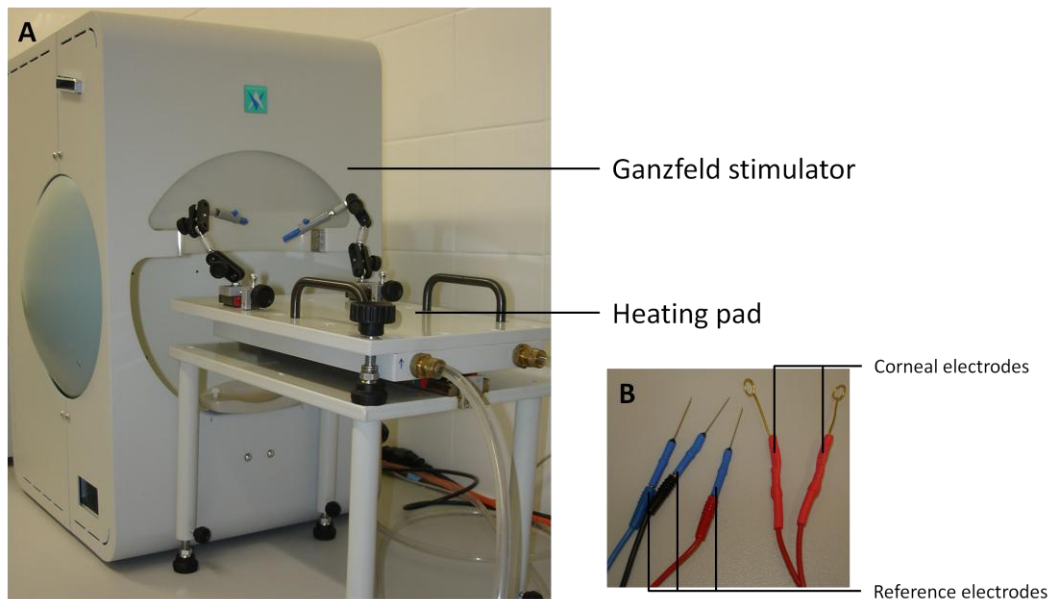 A
Ganzfeld stimulator
Heating pad
B
Corneal electrodes
Reference electrodes